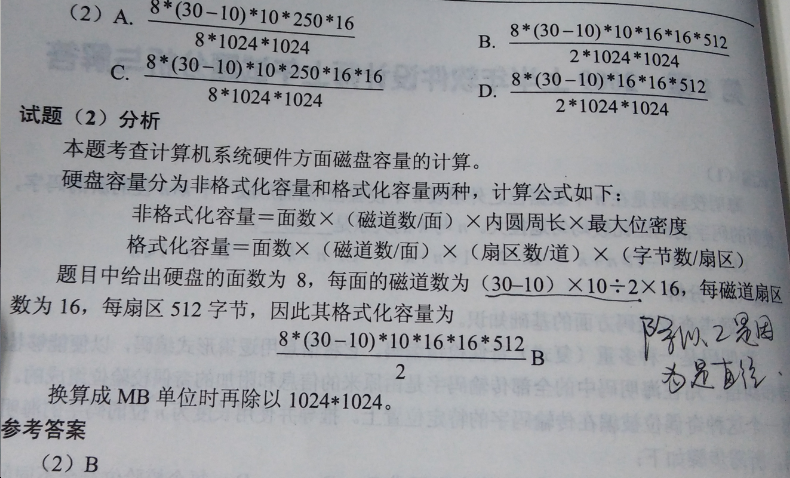 （2）A. 8*(30−10)*10*250*16 / 8*1024*1024
B. 8*(30−10)*10*16*16*512 / 2*1024*1024
C. 8*(30−10)*10*250*16*16 / 8*1024*1024
D. 8*(30−10)*16*16*512 / 2*1024*1024
试题（2）分析
本题考查计算机系统硬件方面磁盘容量的计算。
硬盘容量分为非格式化容量和格式化容量两种，计算公式如下：
非格式化容量＝面数×（磁道数/面）×内圆周长×最大位密度
格式化容量＝面数×（磁道数/面）×（扇区数/道）×（字节数/扇区）
题目中给出硬盘的面数为 8，每面的磁道数为（30–10）×10÷2×16，每磁道扇区
数为 16，每扇区 512 字节，因此其格式化容量为
8*(30−10)*10*16*16*512 / 2 B
除以2是因
为是直径.
换算成 MB 单位时再除以 1024*1024。
参考答案
（2）B